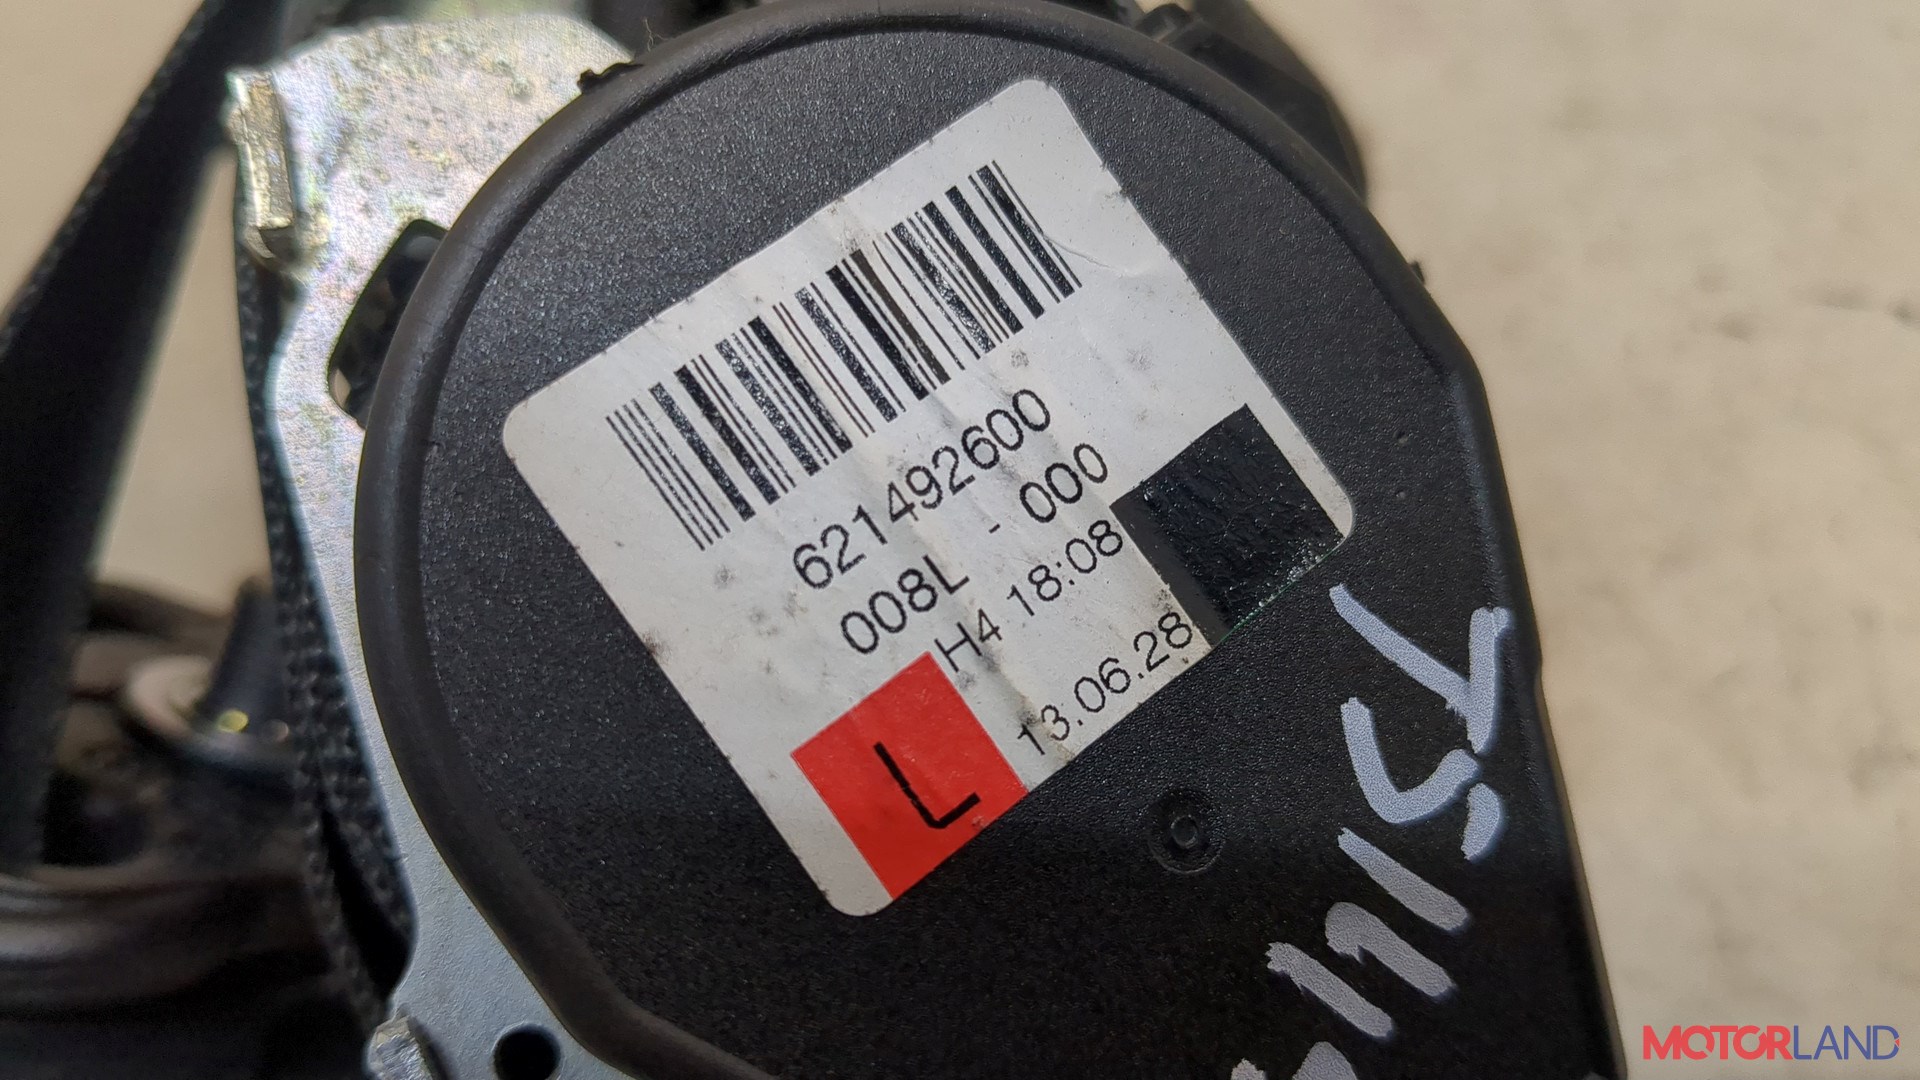 621492600
008L - 000
H4 18:08
13.06.28
L
MOTORLAND